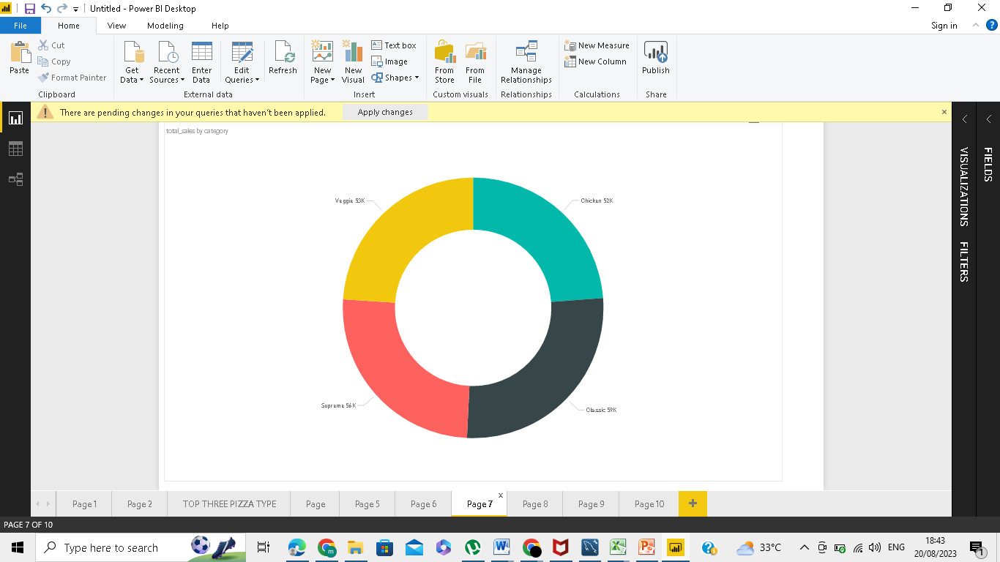 Untitled - Power BI Desktop
File Home View Modeling Help Sign in
Paste
Cut
Copy
Format Painter
Clipboard
Get Data
Recent Sources
Enter Data
Edit Queries
Refresh
External data
New Page
New Visual
Text box
Image
Shapes
Insert
From Store
From File
Custom visuals
Manage Relationships
Relationships
New Measure
New Column
Calculations
Publish
Share
There are pending changes in your queries that haven't been applied. Apply changes
total_sales by category
Veggie 53K
Chicken 52K
Supreme 56K
Classic 59K
VISUALIZATIONS
FILTERS
FIELDS
Page 1 Page 2 TOP THREE PIZZA TYPE Page Page 5 Page 6 Page 7 Page 8 Page 9 Page 10
PAGE 7 OF 10
Type here to search
33°C
ENG
18:43
20/08/2023
1